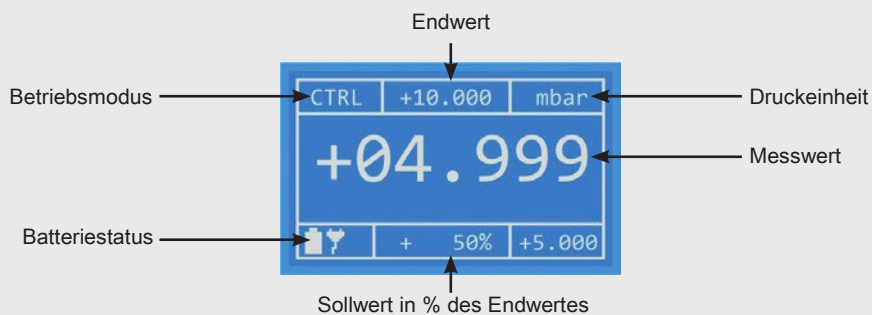 Endwert
Betriebsmodus
CTRL +10.000 mbar
Druckeinheit
+04.999
Messwert
Batteriestatus
+ 50% +5.000
Sollwert in % des Endwertes